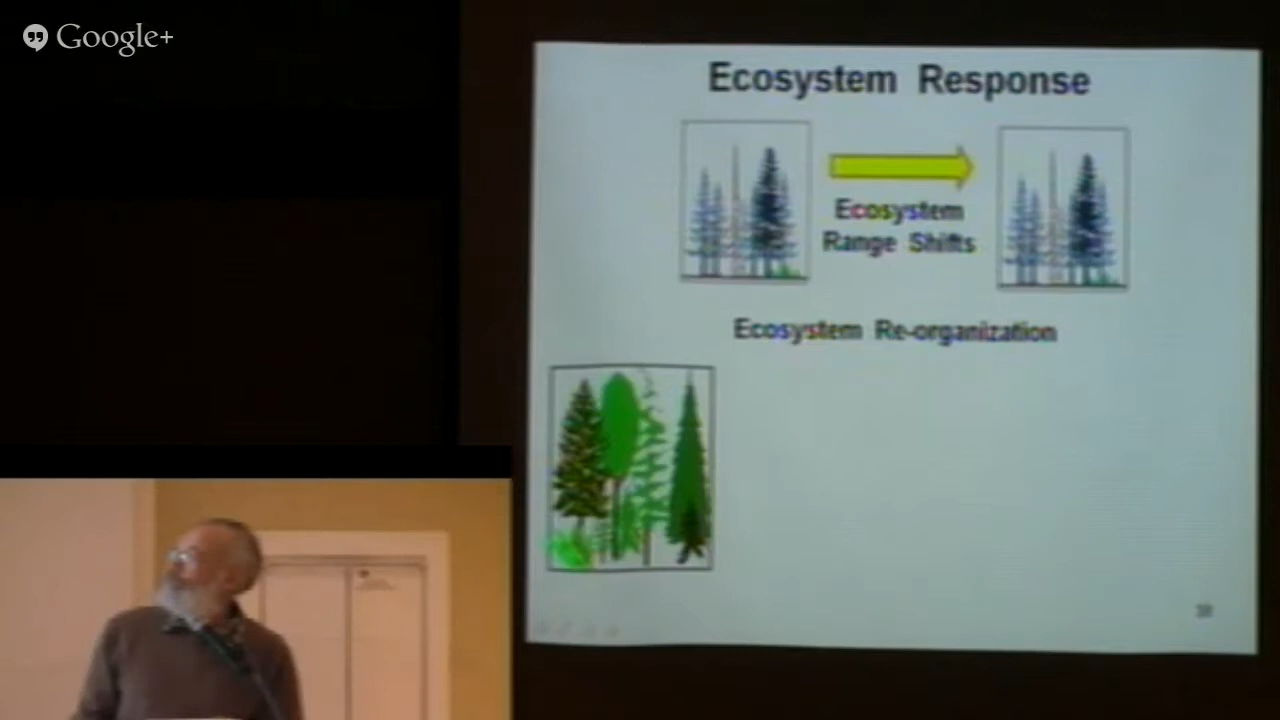 Google+
Ecosystem Response
Ecosystem
Range Shifts
Ecosystem Re-organization